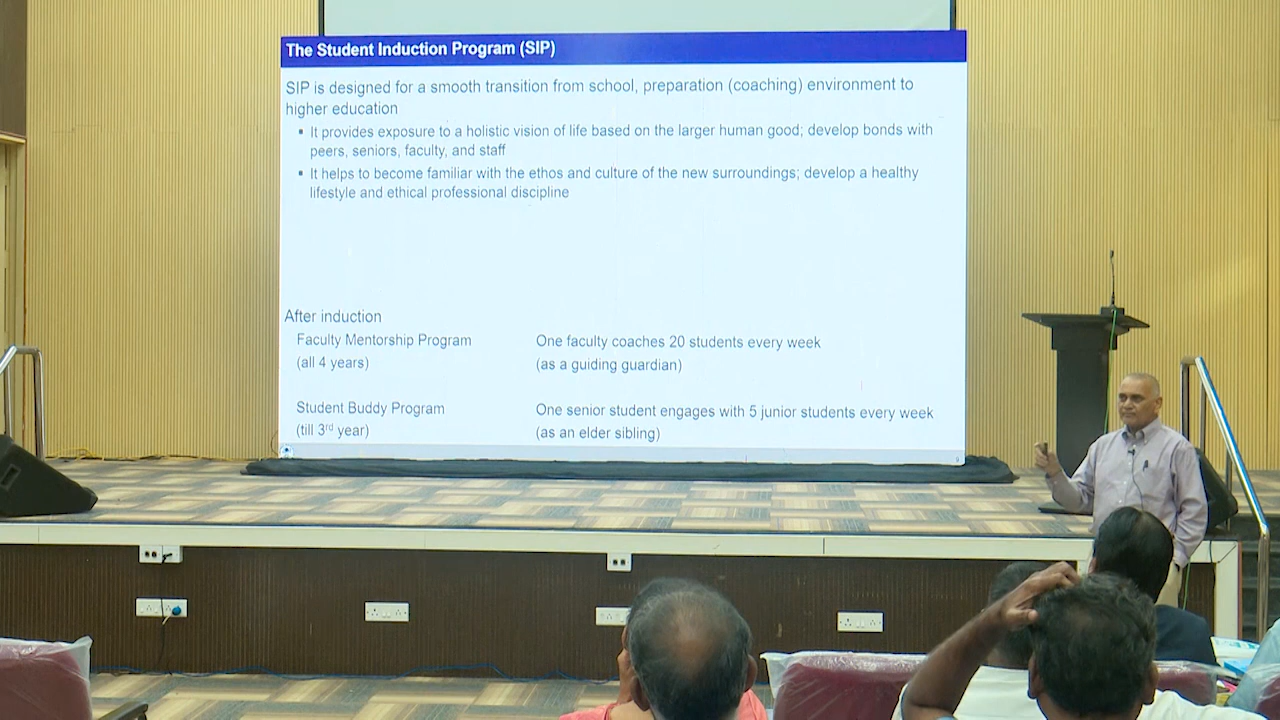 The Student Induction Program (SIP)
SIP is designed for a smooth transition from school, preparation (coaching) environment to
higher education
▪ It provides exposure to a holistic vision of life based on the larger human good; develop bonds with
peers, seniors, faculty, and staff
▪ It helps to become familiar with the ethos and culture of the new surroundings; develop a healthy
lifestyle and ethical professional discipline
After induction
Faculty Mentorship Program
(all 4 years)
One faculty coaches 20 students every week
(as a guiding guardian)
Student Buddy Program
(till 3rd year)
One senior student engages with 5 junior students every week
(as an elder sibling)
9